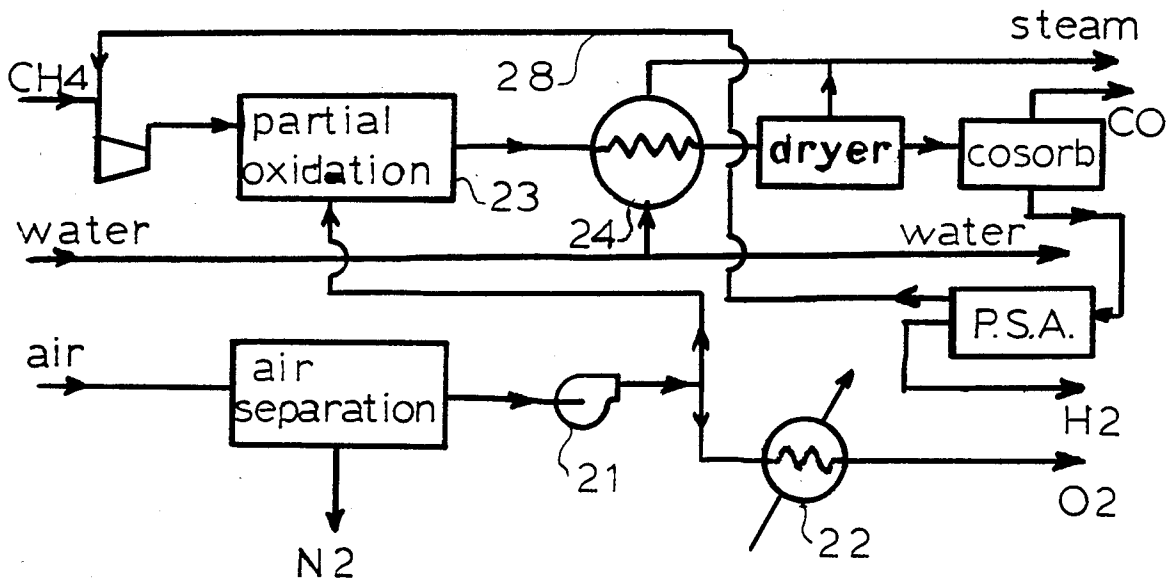 steam
CH4
28
CO
partial
oxidation
dryer
cosorb
23
24
water
water
P.S.A.
air
air
separation
H2
21
O2
22
N2